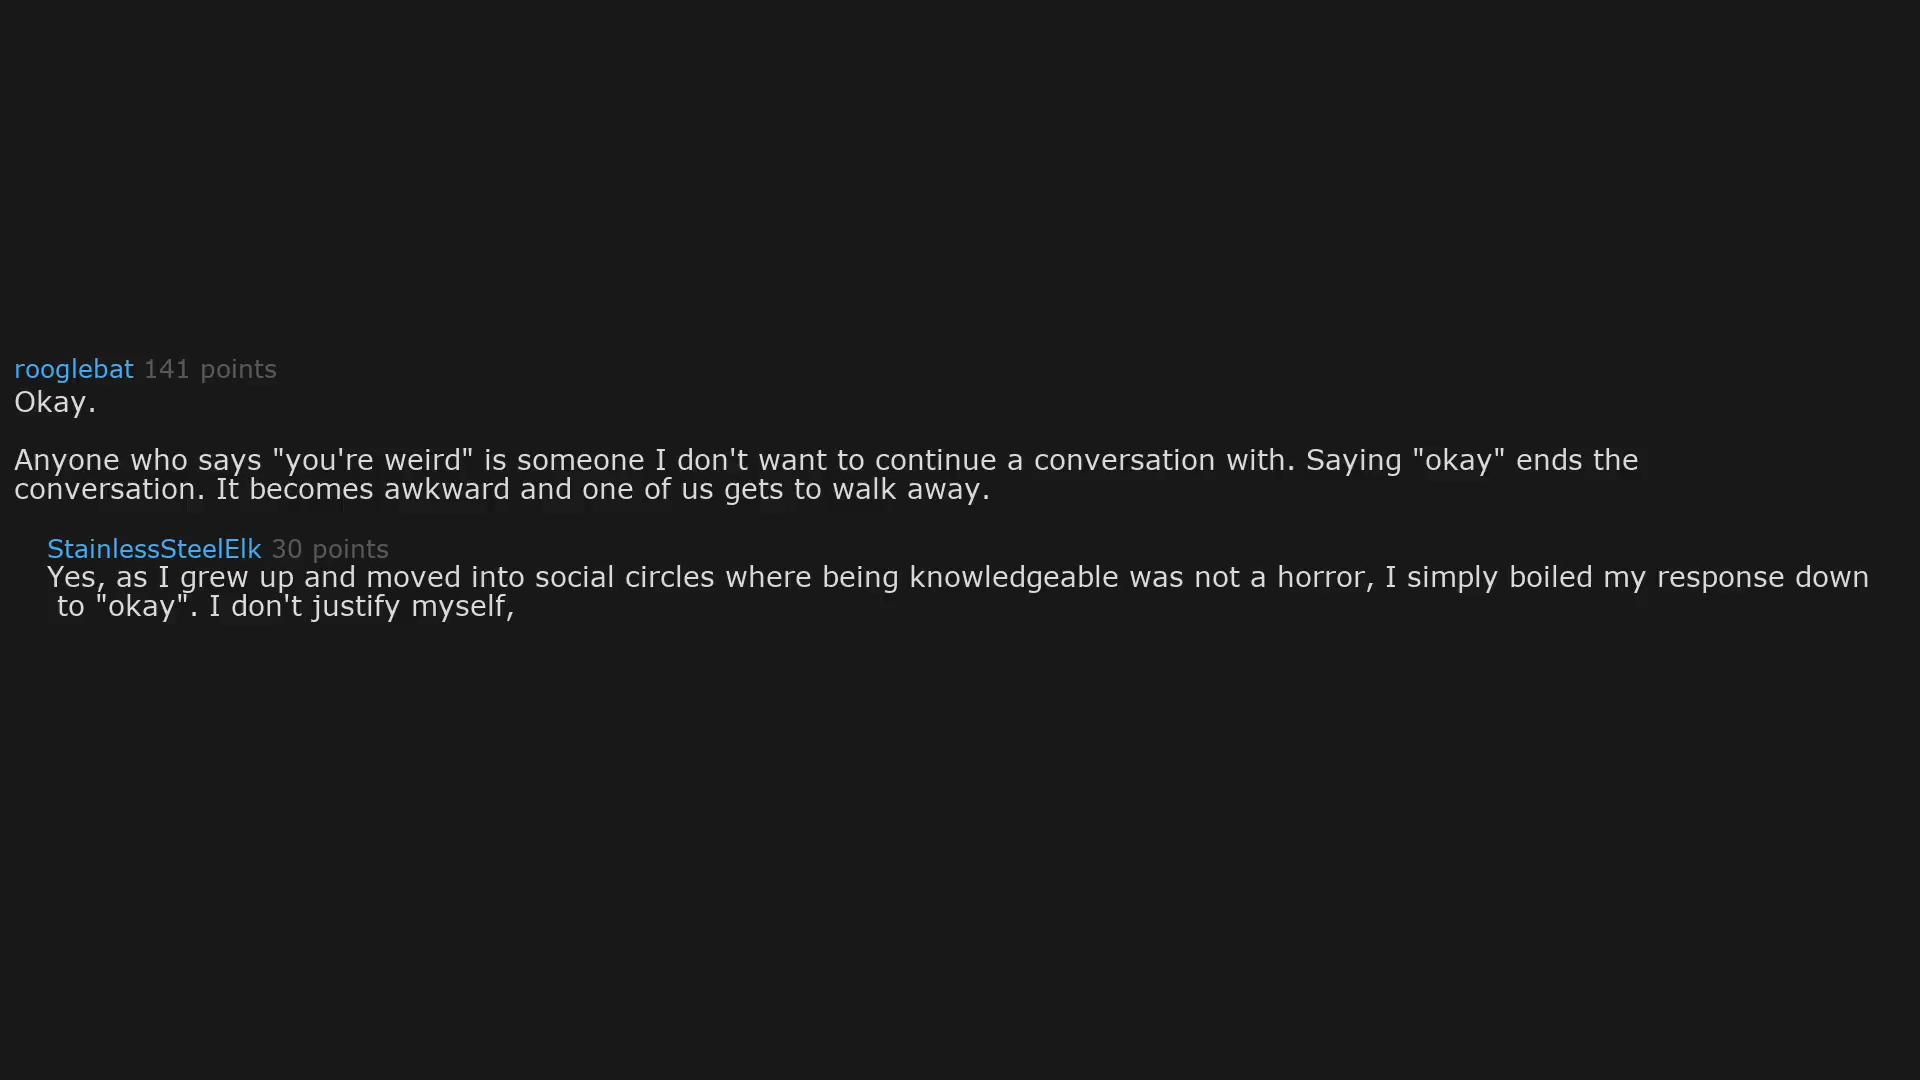 rooglebat 141 points
Okay.
Anyone who says "you're weird" is someone I don't want to continue a conversation with. Saying "okay" ends the
conversation. It becomes awkward and one of us gets to walk away.
StainlessSteelElk 30 points
Yes, as I grew up and moved into social circles where being knowledgeable was not a horror, I simply boiled my response down
to "okay". I don't justify myself,